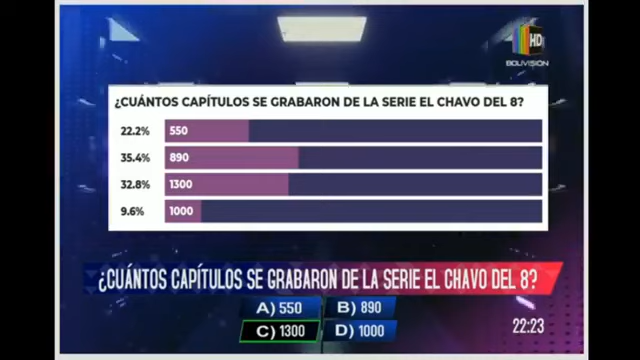 HD
BOLIVISIÓN
¿CUÁNTOS CAPÍTULOS SE GRABARON DE LA SERIE EL CHAVO DEL 8?
22.2% 550
35.4% 890
32.8% 1300
9.6% 1000
¿CUÁNTOS CAPÍTULOS SE GRABARON DE LA SERIE EL CHAVO DEL 8?
A) 550 B) 890
C) 1300 D) 1000
22:23